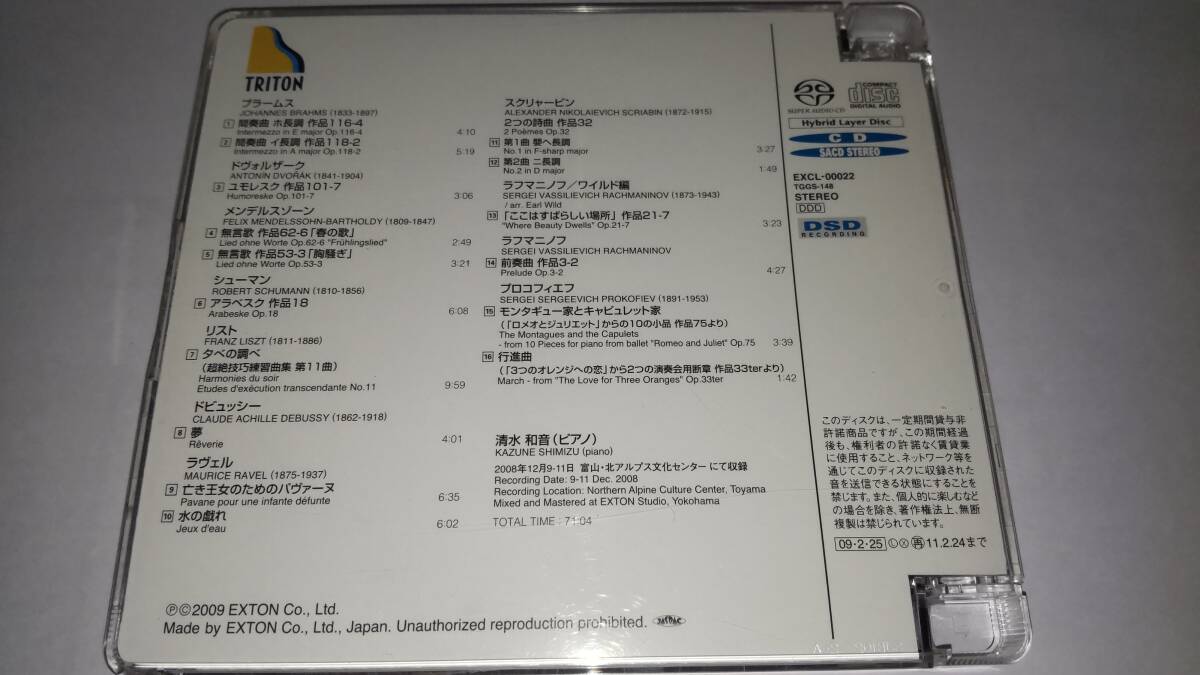 TRITON
ブラームス
JOHANNES BRAHMS (1833-1897)
1 間奏曲 ホ長調 作品116-4
Intermezzo in E major Op.116-4 4:10
2 間奏曲 イ長調 作品118-2
Intermezzo in A major Op.118-2 5:19
ドヴォルザーク
ANTONÍN DVOŘÁK (1841-1904)
3 ユモレスク 作品101-7
Humoreske Op.101-7 3:06
メンデルスゾーン
FELIX MENDELSSOHN-BARTHOLDY (1809-1847)
4 無言歌 作品62-6「春の歌」
Lied ohne Worte Op.62-6 "Frühlingslied" 2:49
5 無言歌 作品53-3「胸騒ぎ」
Lied ohne Worte Op.53-3 3:21
シューマン
ROBERT SCHUMANN (1810-1856)
6 アラベスク 作品18 6:08
Arabeske Op.18
リスト
FRANZ LISZT (1811-1886)
7 夕べの調べ
(超絶技巧練習曲集 第11曲)
Harmonies du soir
Etudes d'exécution transcendante No.11 9:59
ドビュッシー
CLAUDE ACHILLE DEBUSSY (1862-1918)
8 夢 4:01
Rêverie
ラヴェル
MAURICE RAVEL (1875-1937)
9 亡き王女のためのパヴァーヌ
Pavane pour une infante défunte 6:35
10 水の戯れ
Jeux d'eau 6:02
スクリャービン
ALEXANDER NIKOLAIEVICH SCRIABIN (1872-1915)
2つの詩曲 作品32
2 Poèmes Op.32
11 第1曲 嬰ヘ長調
No.1 in F-sharp major 3:27
12 第2曲 ニ長調
No.2 in D major 1:49
ラフマニノフ/ワイルド編
SERGEI VASSILIEVICH RACHMANINOV (1873-1943)
/ arr. Earl Wild
13 「ここはすばらしい場所」 作品21-7
"Where Beauty Dwells" Op.21-7 3:23
ラフマニノフ
SERGEI VASSILIEVICH RACHMANINOV
14 前奏曲 作品3-2
Prelude Op.3-2 4:27
プロコフィエフ
SERGEI SERGEEVICH PROKOFIEV (1891-1953)
15 モンタギュー家とキャピュレット家
(「ロメオとジュリエット」からの10の小品 作品75より)
The Montagues and the Capulets
- from 10 Pieces for piano from ballet "Romeo and Juliet" Op.75 3:39
16 行進曲
(「3つのオレンジへの恋」から2つの演奏会用断章 作品33terより)
March - from "The Love for Three Oranges" Op.33ter 1:42
清水 和音(ピアノ)
KAZUNE SHIMIZU (piano)
2008年12月9-11日 富山・北アルプス文化センター にて収録
Recording Date: 9-11 Dec. 2008
Recording Location: Northern Alpine Culture Center, Toyama
Mixed and Mastered at EXTON Studio, Yokohama
TOTAL TIME : 71:04
SUPER AUDIO CD
COMPACT
disc
DIGITAL AUDIO
Hybrid Layer Disc
CD
SACD STEREO
EXCL-00022
TGGS-148
STEREO
DDD
DSD
RECORDING
このディスクは、一定期間貸与非
許諾商品ですが、この期間経過
後も、権利者の許諾なく賃貸業
に使用すること、ネットワーク等を
通じてこのディスクに収録された
音を送信できる状態にすることを
禁じます。また、個人的に楽しむなど
の場合を除き、著作権法上、無断
複製は禁じられています。
09・2・25 Ⓛ Ⓧ ㊢ 11.2.24まで
Ⓟ©2009 EXTON Co., Ltd.
Made by EXTON Co., Ltd., Japan. Unauthorized reproduction prohibited.